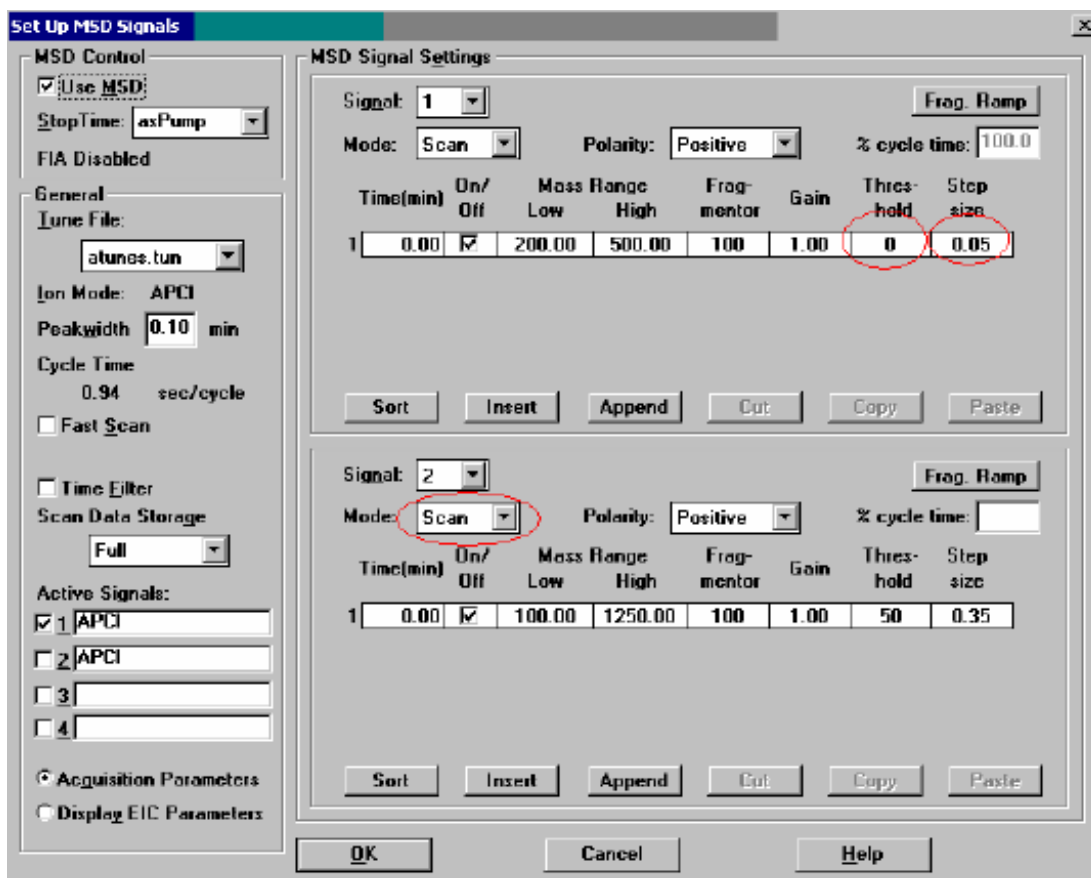 Set Up MSD Signals
MSD Control
Use MSD
StopTime: asPump
FIA Disabled
General
Tune File:
atunes.tun
Ion Mode: APCI
Peakwidth 0.10 min
Cycle Time
0.94 sec/cycle
Fast Scan
Time Filter
Scan Data Storage
Full
Active Signals:
1 APCI
2 APCI
3
4
Acquisition Parameters
Display EIC Parameters
MSD Signal Settings
Signal: 1 Frag. Ramp
Mode: Scan Polarity: Positive % cycle time: 100.0
Time(min) On/ Off Mass Range Low High Frag- mentor Gain Thres- hold Step size
1 0.00 200.00 500.00 100 1.00 0 0.05
Sort Insert Append Cut Copy Paste
Signal: 2 Frag. Ramp
Mode: Scan Polarity: Positive % cycle time:
Time(min) On/ Off Mass Range Low High Frag- mentor Gain Thres- hold Step size
1 0.00 100.00 1250.00 100 1.00 50 0.35
Sort Insert Append Cut Copy Paste
OK Cancel Help